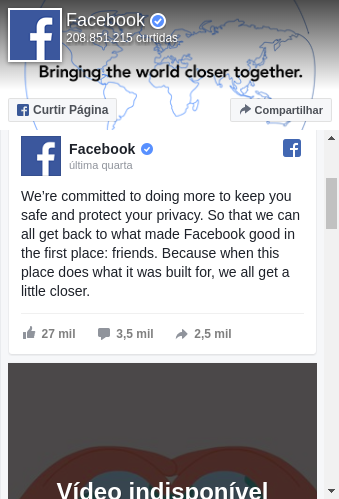 Facebook
208.851.215 curtidas
Bringing the world closer together.
Curtir Página
Compartilhar
Facebook
última quarta
We're committed to doing more to keep you
safe and protect your privacy. So that we can
all get back to what made Facebook good in
the first place: friends. Because when this
place does what it was built for, we all get a
little closer.
27 mil 3,5 mil 2,5 mil
Vídeo indisponível